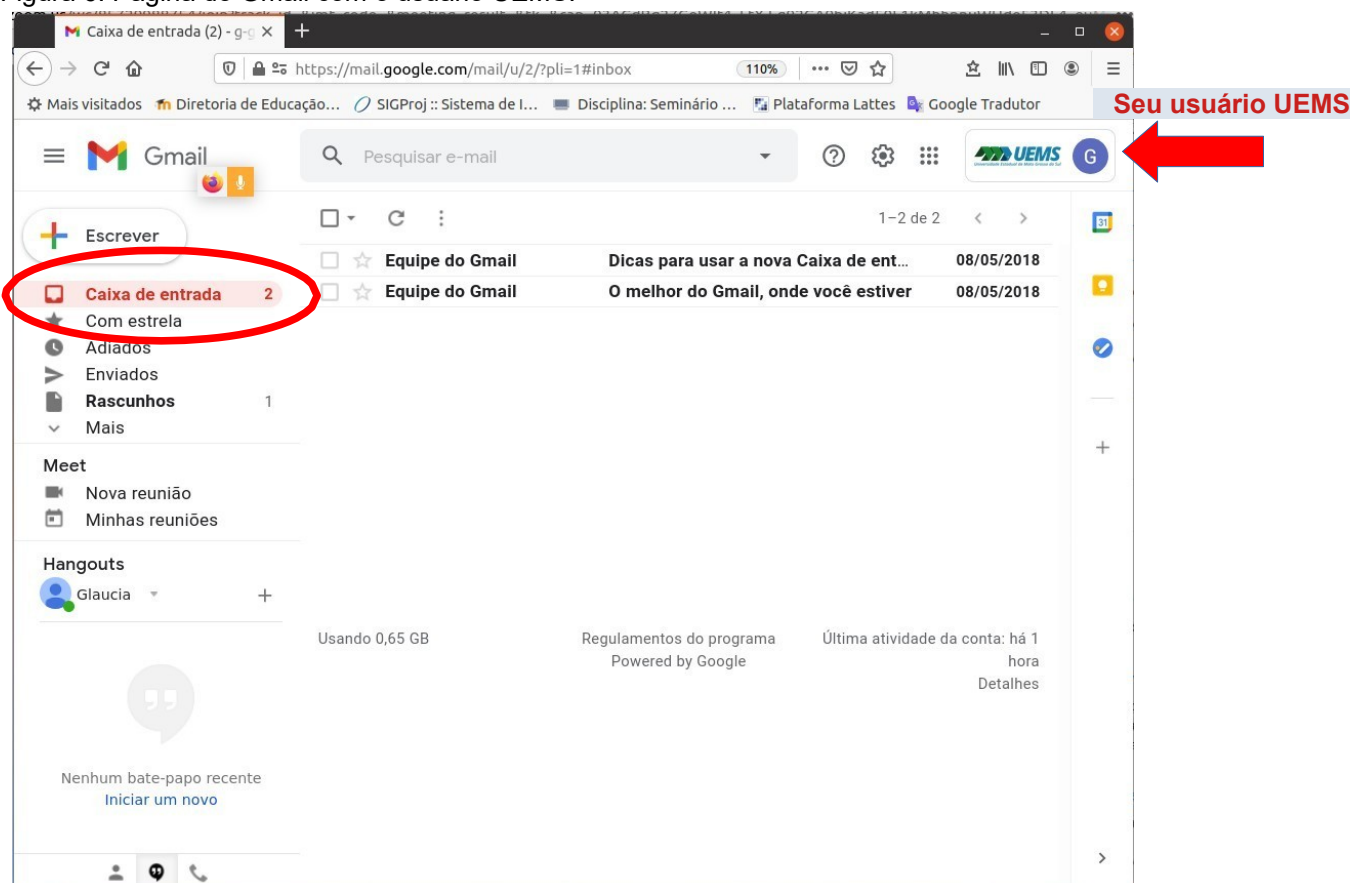 Caixa de entrada (2) - g-g
https://mail.google.com/mail/u/2/?pli=1#inbox
110%
Mais visitados
Diretoria de Educação...
SIGProj :: Sistema de I...
Disciplina: Seminário ...
Plataforma Lattes
Google Tradutor
Seu usuário UEMS
Gmail
Pesquisar e-mail
UEMS
G
Escrever
1–2 de 2
31
Equipe do Gmail Dicas para usar a nova Caixa de ent... 08/05/2018
Equipe do Gmail O melhor do Gmail, onde você estiver 08/05/2018
Caixa de entrada 2
Com estrela
Adiados
Enviados
Rascunhos 1
Mais
Meet
Nova reunião
Minhas reuniões
Hangouts
Glaucia
Usando 0,65 GB
Regulamentos do programa
Powered by Google
Última atividade da conta: há 1
hora
Detalhes
Nenhum bate-papo recente
Iniciar um novo